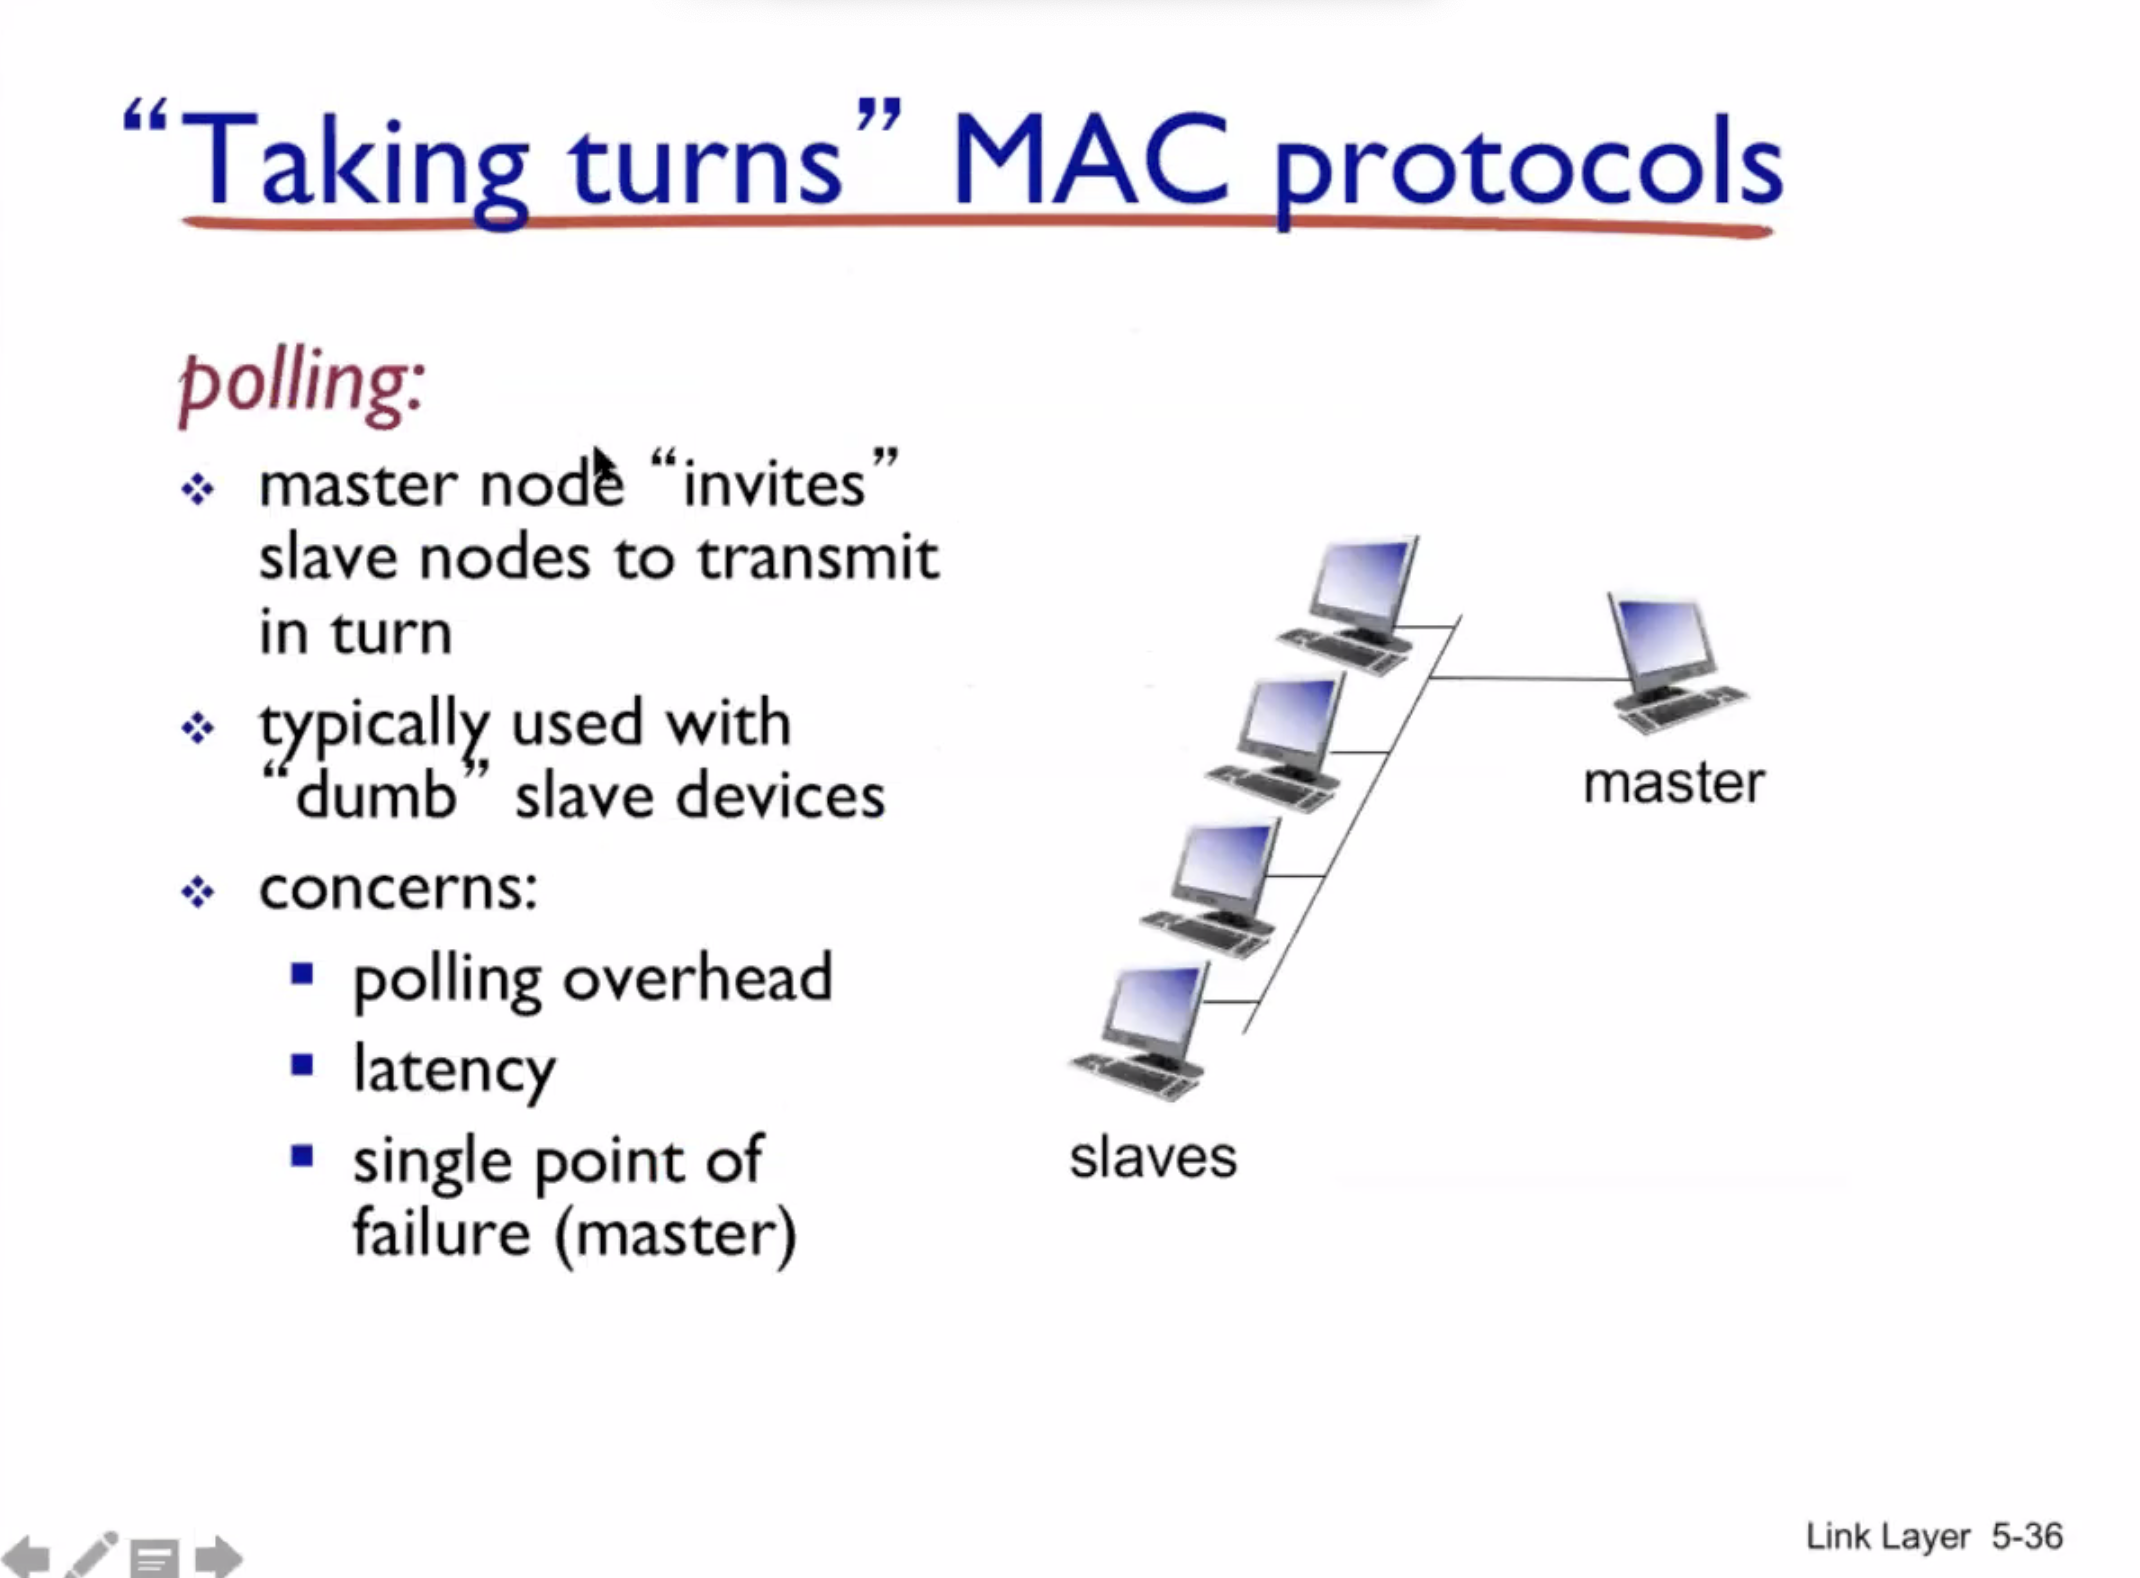 “Taking turns” MAC protocols
polling:
master node “invites”
slave nodes to transmit
in turn
typically used with
“dumb” slave devices
concerns:
polling overhead
latency
single point of
failure (master)
master
slaves
Link Layer 5-36